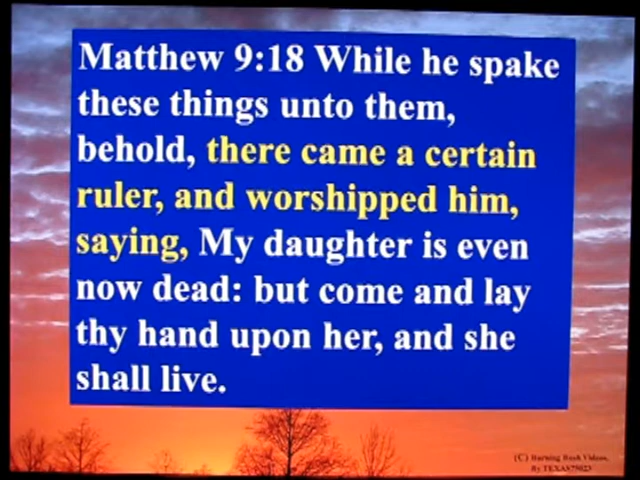 Matthew 9:18 While he spake
these things unto them,
behold, there came a certain
ruler, and worshipped him,
saying, My daughter is even
now dead: but come and lay
thy hand upon her, and she
shall live.
(C) Burning Bush Videos,
By TEXAS75023